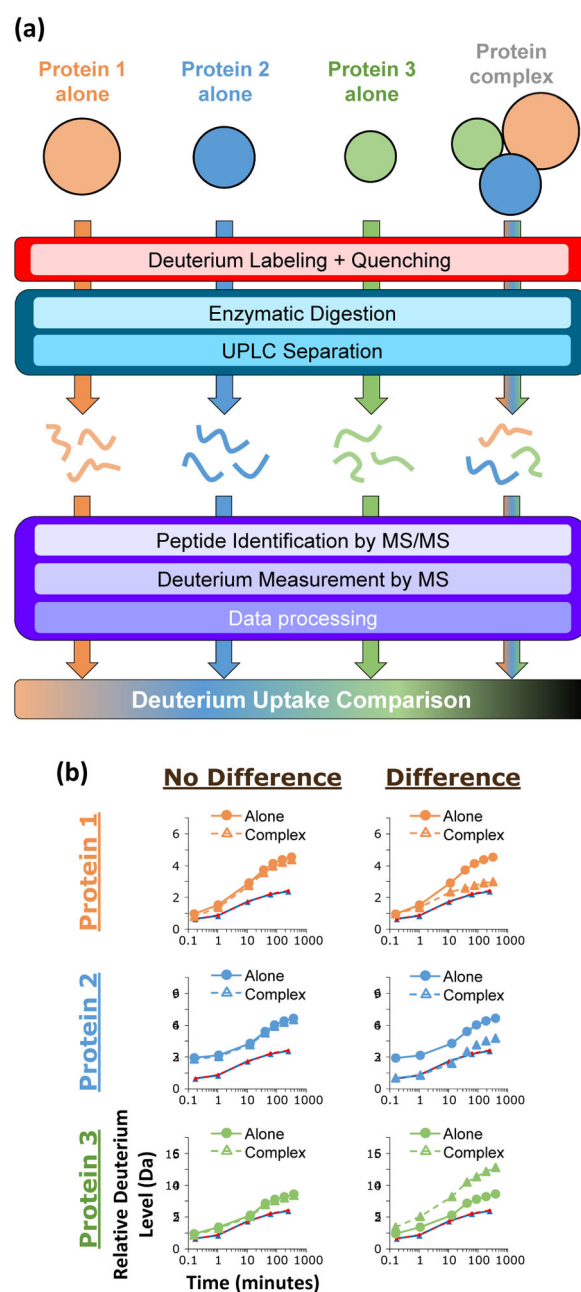 (a)
Protein 1
alone
Protein 2
alone
Protein 3
alone
Protein
complex
Deuterium Labeling + Quenching
Enzymatic Digestion
UPLC Separation
Peptide Identification by MS/MS
Deuterium Measurement by MS
Data processing
Deuterium Uptake Comparison
(b)
No Difference
Difference
Protein 1
Alone
Complex
6
4
2
0
0.1 1 10 100 1000
Alone
Complex
6
4
2
0
0.1 1 10 100 1000
Protein 2
Alone
Complex
0
0.1 1 10 100 1000
Alone
Complex
0
0.1 1 10 100 1000
Protein 3
Relative Deuterium
Level (Da)
Alone
Complex
0
0.1 1 10 100 1000
Alone
Complex
0
0.1 1 10 100 1000
Time (minutes)